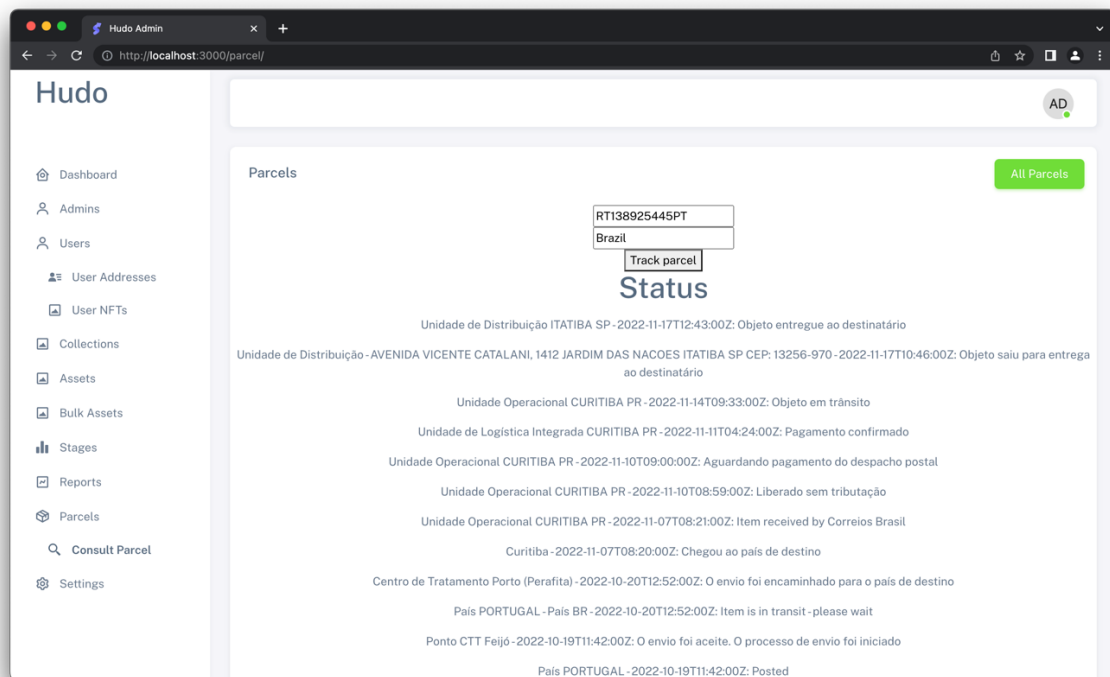 Hudo Admin
http://localhost:3000/parcel/
Hudo
AD
Dashboard
Admins
Users
User Addresses
User NFTs
Collections
Assets
Bulk Assets
Stages
Reports
Parcels
Consult Parcel
Settings
Parcels
All Parcels
RT138925445PT
Brazil
Track parcel
Status
Unidade de Distribuição ITATIBA SP - 2022-11-17T12:43:00Z: Objeto entregue ao destinatário
Unidade de Distribuição - AVENIDA VICENTE CATALANI, 1412 JARDIM DAS NACOES ITATIBA SP CEP: 13256-970 - 2022-11-17T10:46:00Z: Objeto saiu para entrega
ao destinatário
Unidade Operacional CURITIBA PR - 2022-11-14T09:33:00Z: Objeto em trânsito
Unidade de Logística Integrada CURITIBA PR - 2022-11-11T04:24:00Z: Pagamento confirmado
Unidade Operacional CURITIBA PR - 2022-11-10T09:00:00Z: Aguardando pagamento do despacho postal
Unidade Operacional CURITIBA PR - 2022-11-10T08:59:00Z: Liberado sem tributação
Unidade Operacional CURITIBA PR - 2022-11-07T08:21:00Z: Item received by Correios Brasil
Curitiba - 2022-11-07T08:20:00Z: Chegou ao país de destino
Centro de Tratamento Porto (Perafita) - 2022-10-20T12:52:00Z: O envio foi encaminhado para o país de destino
País PORTUGAL - País BR - 2022-10-20T12:52:00Z: Item is in transit - please wait
Ponto CTT Feijó - 2022-10-19T11:42:00Z: O envio foi aceite. O processo de envio foi iniciado
País PORTUGAL - 2022-10-19T11:42:00Z: Posted